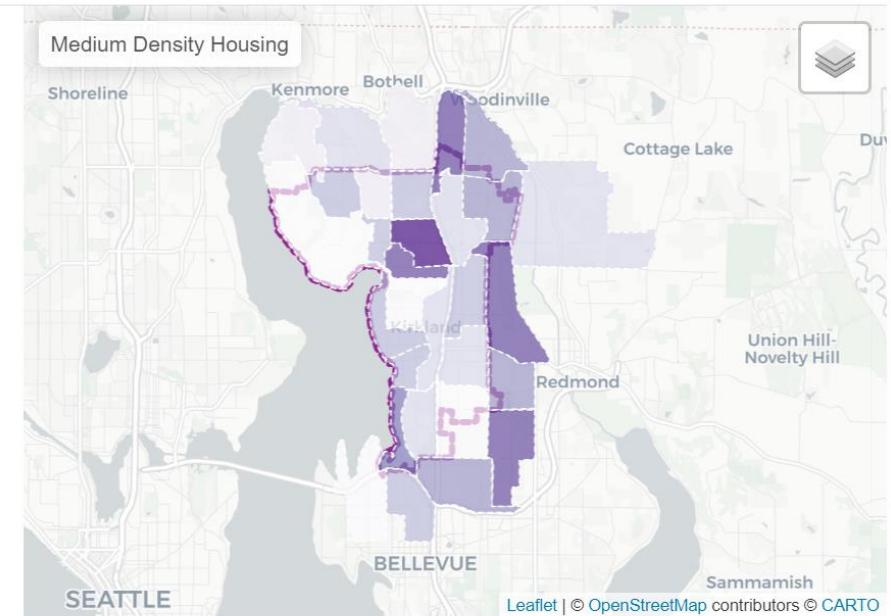 Medium Density Housing
Shoreline
Kenmore
Bothell
Woodinville
Cottage Lake
Duv
Kirkland
Union Hill-
Novelty Hill
Redmond
BELLEVUE
SEATTLE
Sammamish
Leaflet | © OpenStreetMap contributors © CARTO